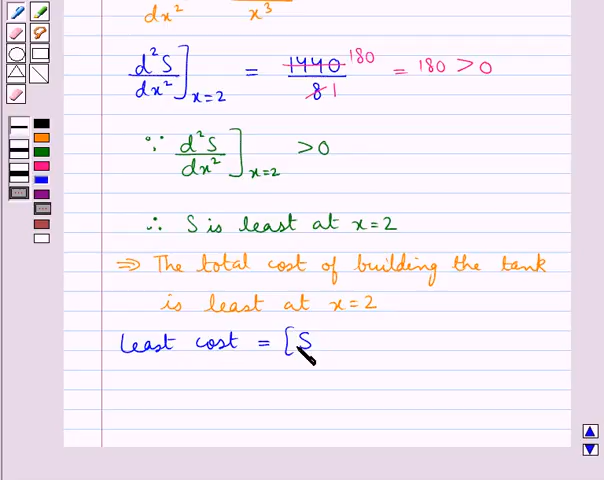 dx² x³
d²S/dx² ]x=2 = 1440/8 180/1 = 180 > 0
∵ d²S/dx² ]x=2 > 0
∴ S is least at x=2
⇒ The total cost of building the tank
is least at x=2
Least cost = [S